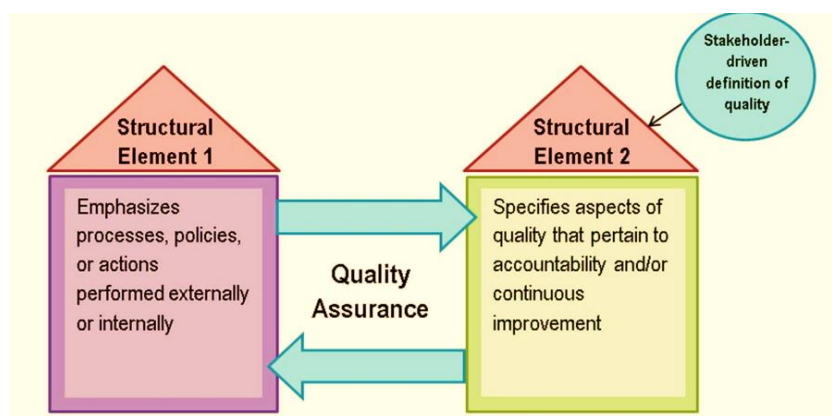 Structural
Element 1
Emphasizes
processes, policies,
or actions
performed externally
or internally
Quality
Assurance
Stakeholder-
driven
definition of
quality
Structural
Element 2
Specifies aspects of
quality that pertain to
accountability and/or
continuous
improvement